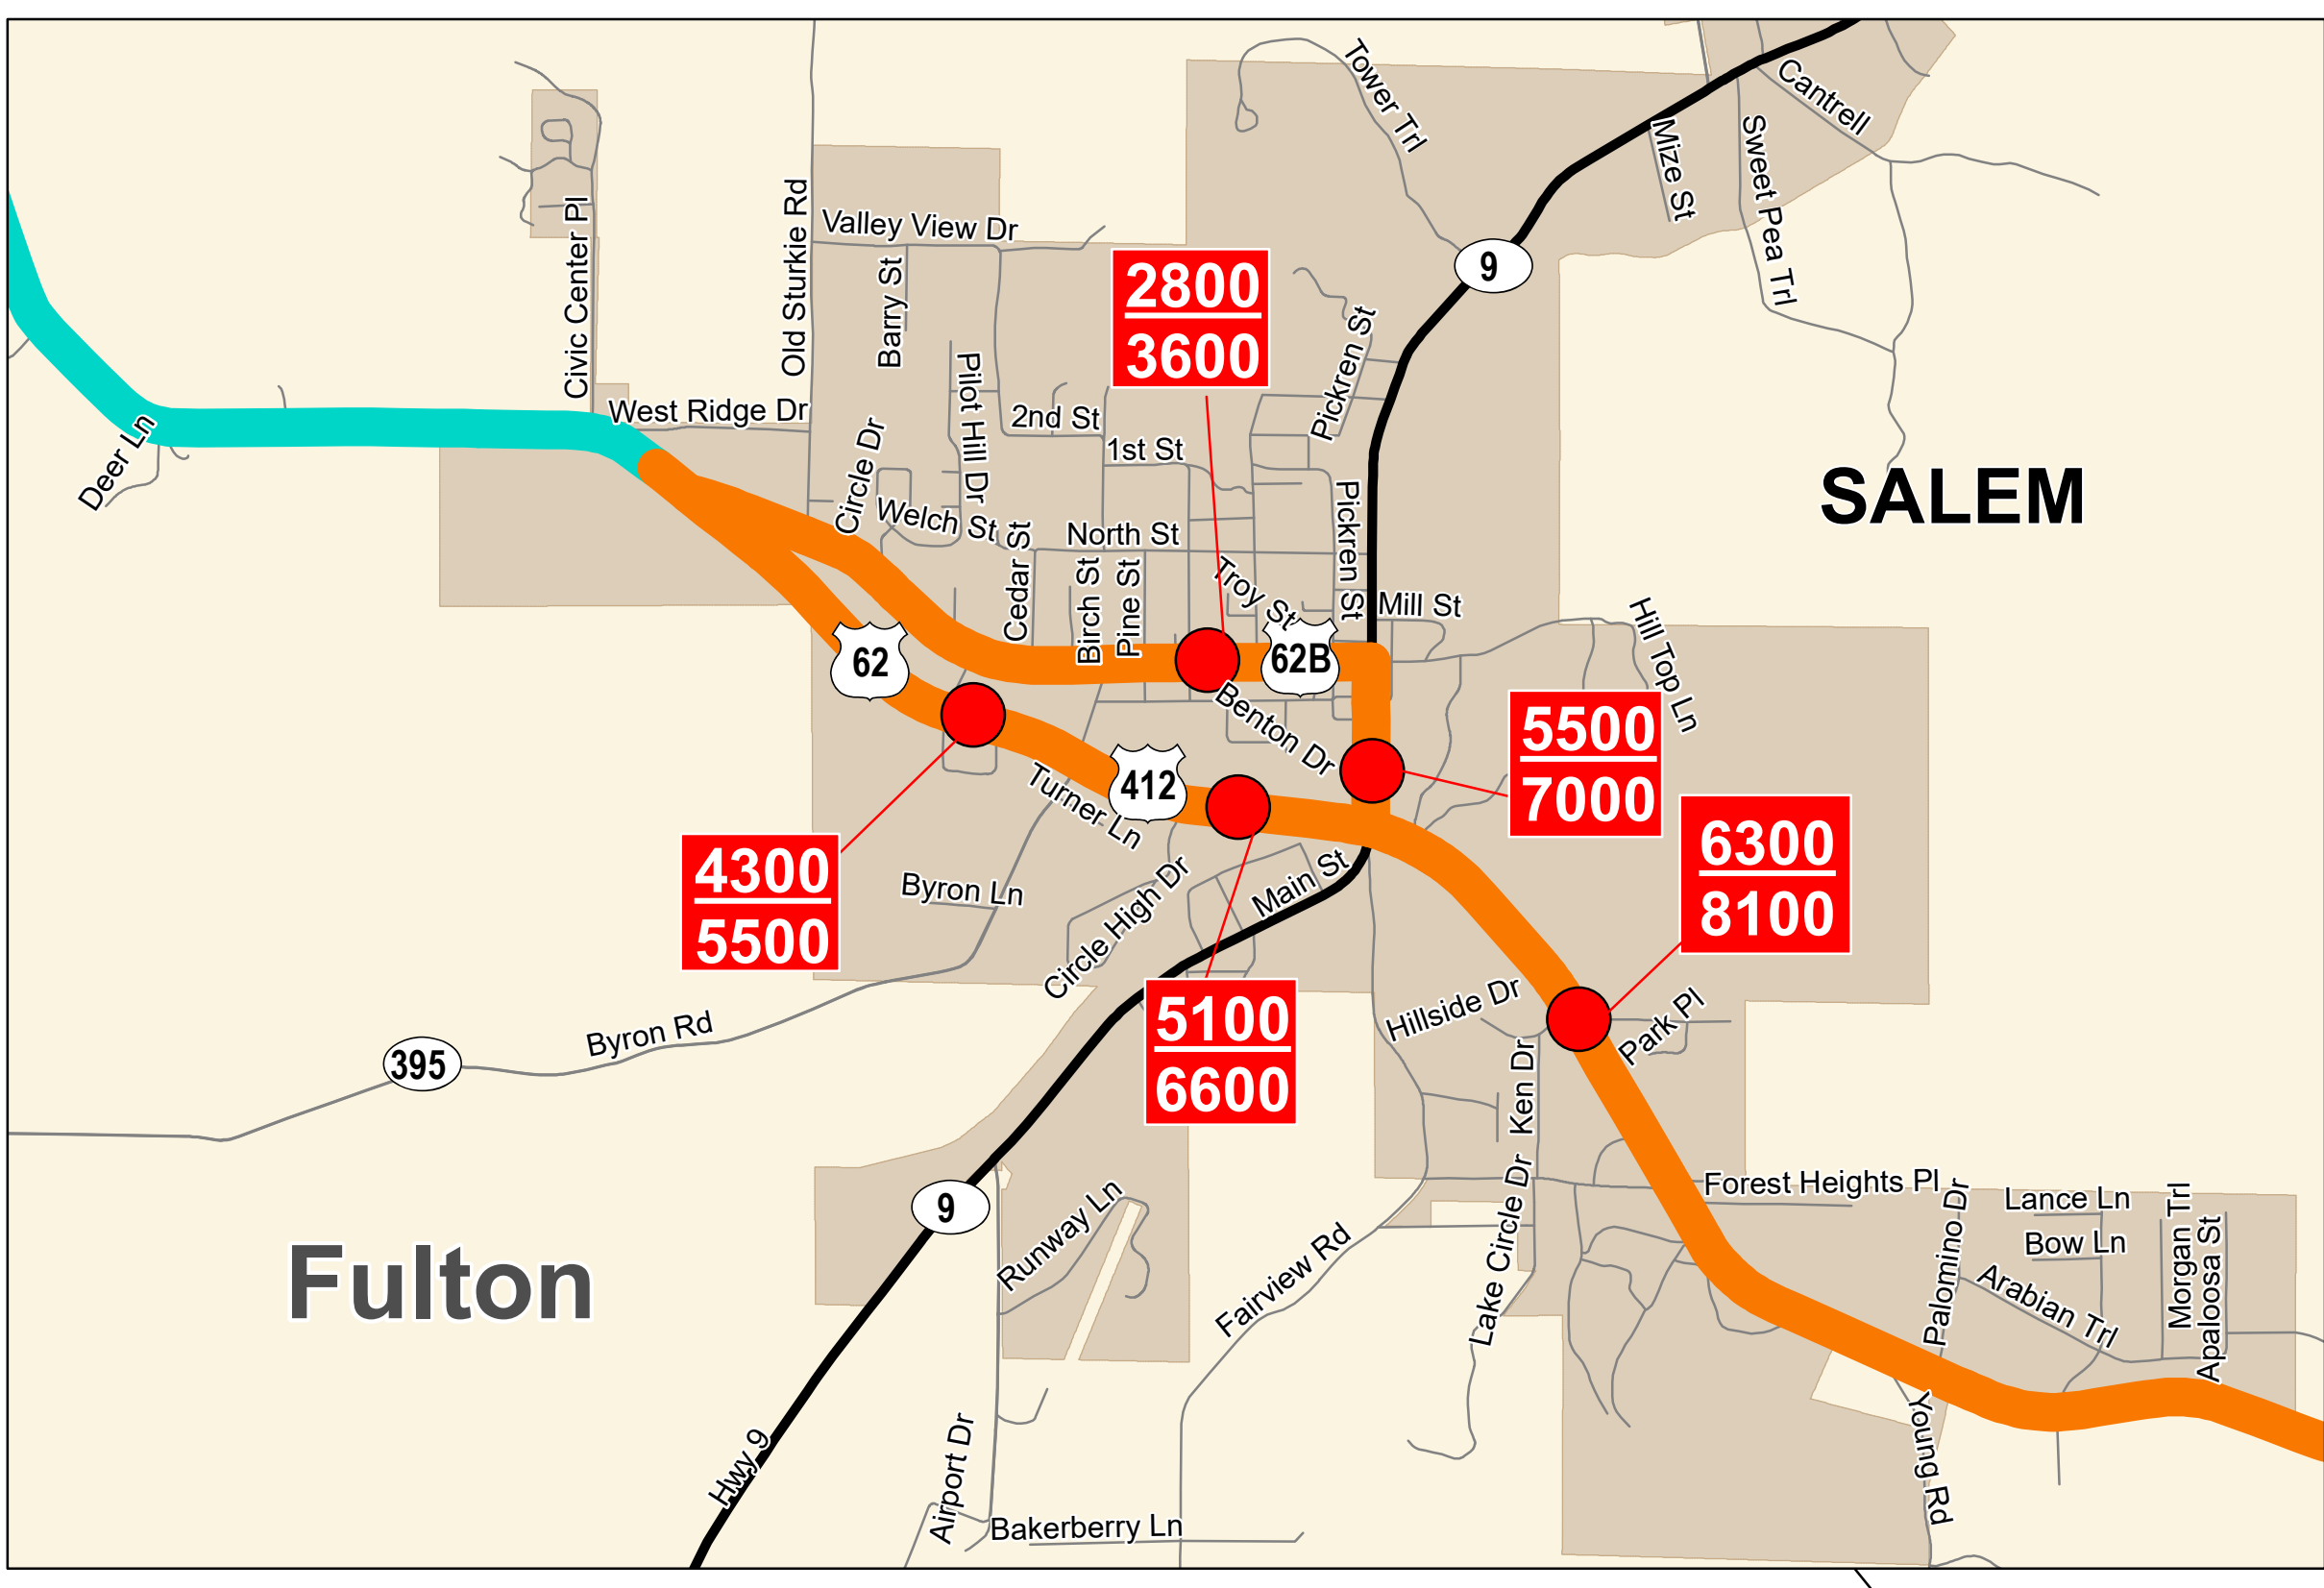 Tower Trl
Cantrell
Mize St
Sweet Pea Trl
Civic Center Pl
Old Sturkie Rd
Valley View Dr
Barry St
9
2800
3600
Pickren St
Pilot Hill Dr
West Ridge Dr
2nd St
1st St
Deer Ln
Circle Dr
Welch St
SALEM
North St
Cedar St
Birch St
Pine St
Troy St
Pickren St
Mill St
Hill Top Ln
62
62B
Benton Dr
5500
7000
412
Turner Ln
6300
8100
4300
5500
Byron Ln
Circle High Dr
Main St
5100
6600
Hillside Dr
Park Pl
Byron Rd
395
Ken Dr
Forest Heights Pl
Lance Ln
Bow Ln
Palomino Dr
Arabian Trl
Morgan Trl
Apaloosa St
9
Runway Ln
Fairview Rd
Lake Circle Dr
Fulton
Hwy 9
Airport Dr
Bakerberry Ln
Young Rd